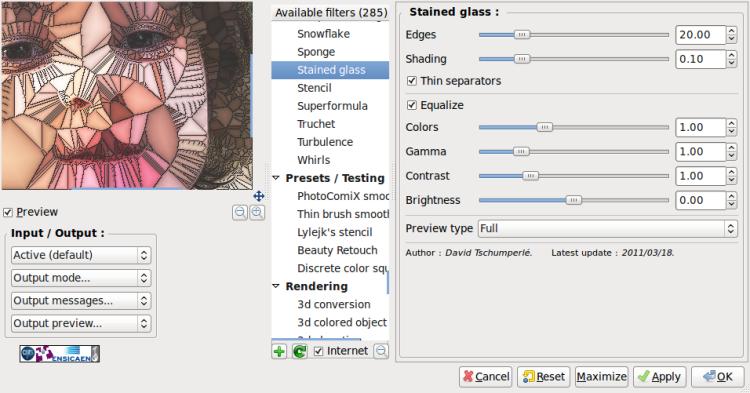 Available filters (285)
Snowflake
Sponge
Stained glass
Stencil
Superformula
Truchet
Turbulence
Whirls
Presets / Testing
PhotoComiX smoo
Thin brush smooth
Lylejk's stencil
Beauty Retouch
Discrete color squ
Rendering
3d conversion
3d colored object
Internet
Preview
Input / Output :
Active (default)
Output mode...
Output messages...
Output preview...
ENSICAEN
Stained glass :
Edges 20.00
Shading 0.10
Thin separators
Equalize
Colors 1.00
Gamma 1.00
Contrast 1.00
Brightness 0.00
Preview type Full
Author : David Tschumperlé. Latest update : 2011/03/18.
Cancel Reset Maximize Apply OK